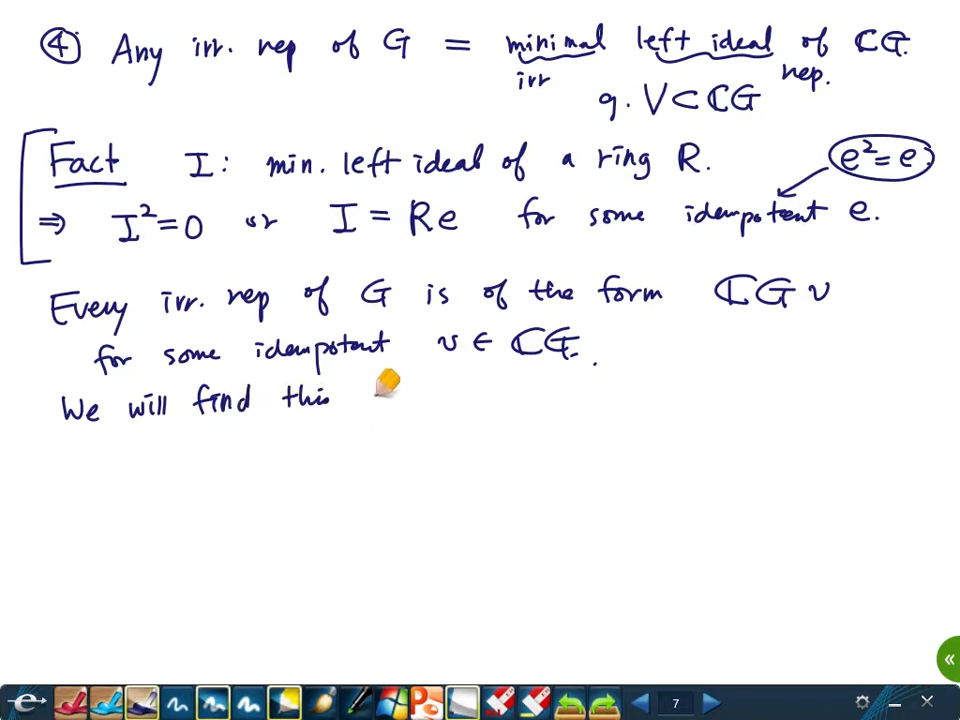 ④ Any irr. rep of G = minimal left ideal of ℂG.
irr rep.
g. V ⊂ ℂG
Fact I: min. left ideal of a ring R. e² = e
⇒ I² = 0 or I = Re for some idempotent e.
Every irr. rep of G is of the form ℂG v
for some idempotent v ∈ ℂG.
We will find this
7